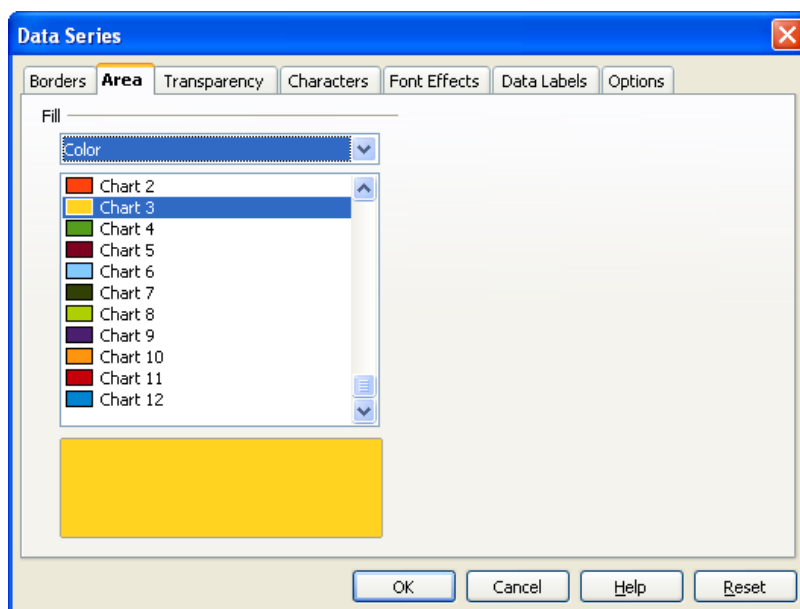 Data Series
Borders Area Transparency Characters Font Effects Data Labels Options
Fill
Color
Chart 2
Chart 3
Chart 4
Chart 5
Chart 6
Chart 7
Chart 8
Chart 9
Chart 10
Chart 11
Chart 12
OK Cancel Help Reset